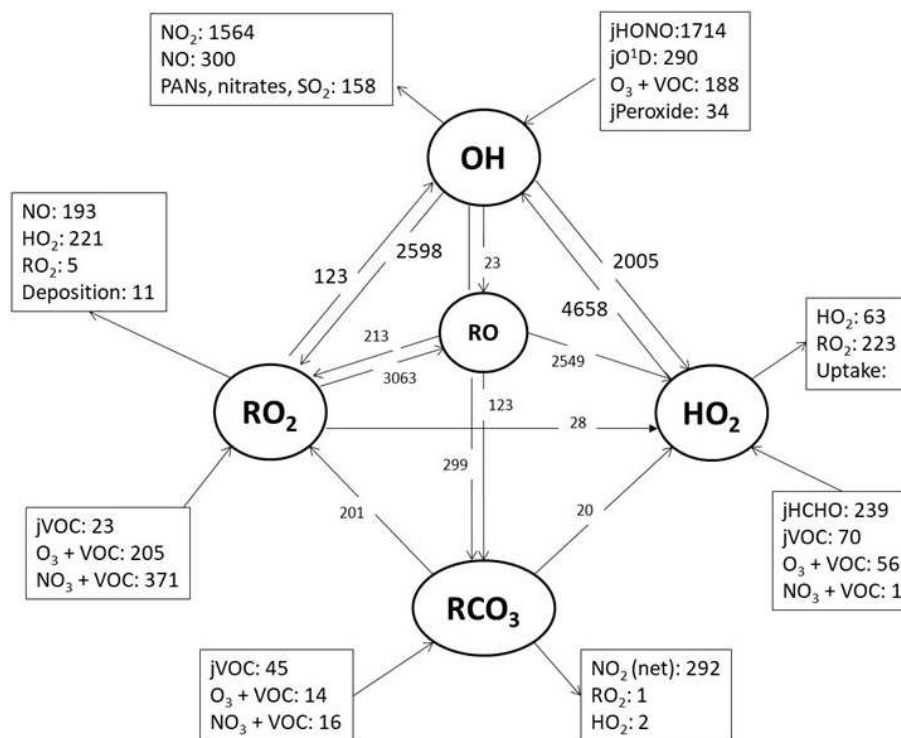 NO₂: 1564
NO: 300
PANs, nitrates, SO₂: 158
jHONO:1714
jO¹D: 290
O₃ + VOC: 188
jPeroxide: 34
OH
NO: 193
HO₂: 221
RO₂: 5
Deposition: 11
123
2598
23
2005
4658
RO
213
3063
2549
HO₂: 63
RO₂: 223
Uptake:
RO₂
HO₂
123
28
299
201
20
jVOC: 23
O₃ + VOC: 205
NO₃ + VOC: 371
jHCHO: 239
jVOC: 70
O₃ + VOC: 56
NO₃ + VOC: 1
RCO₃
jVOC: 45
O₃ + VOC: 14
NO₃ + VOC: 16
NO₂ (net): 292
RO₂: 1
HO₂: 2